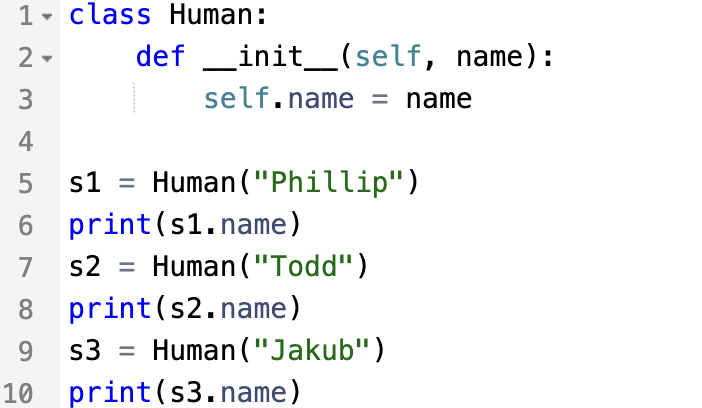 1 class Human:
2     def __init__(self, name):
3         self.name = name
4
5 s1 = Human("Phillip")
6 print(s1.name)
7 s2 = Human("Todd")
8 print(s2.name)
9 s3 = Human("Jakub")
10 print(s3.name)